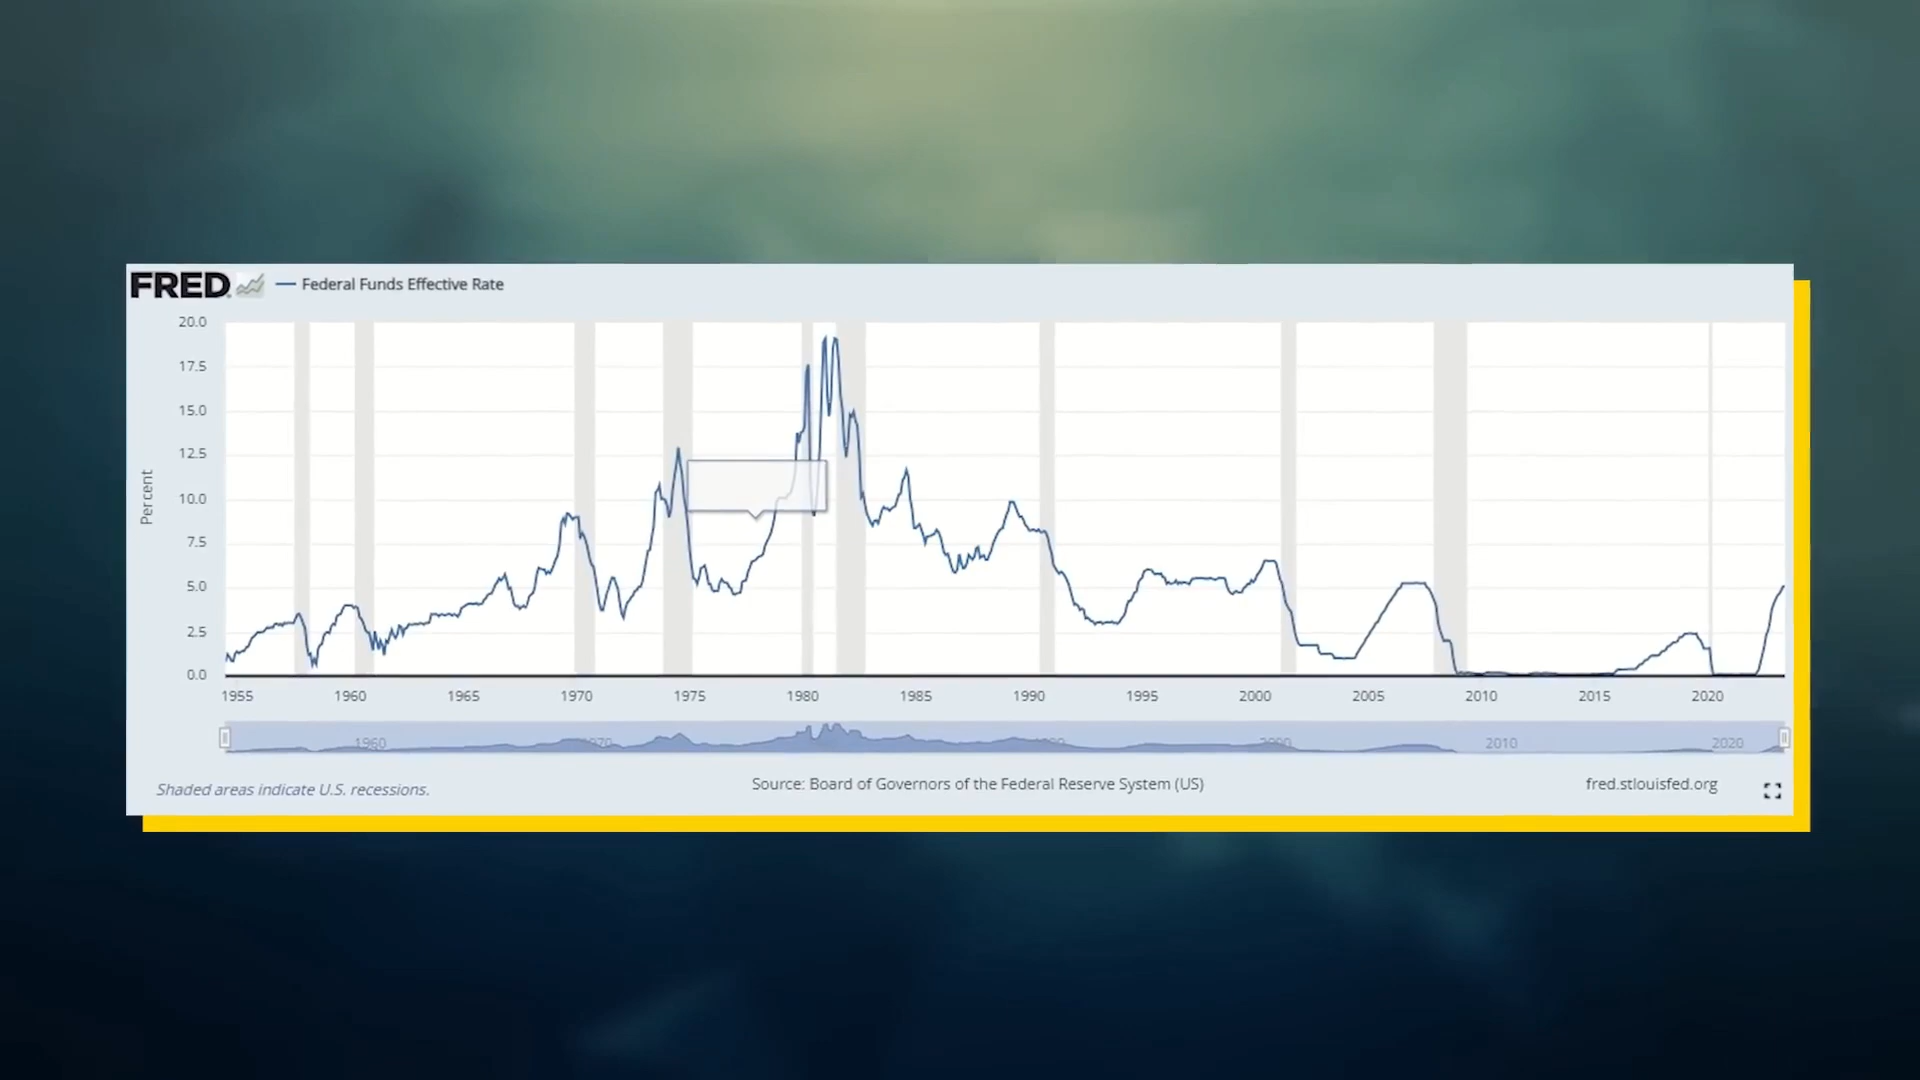 FRED
Federal Funds Effective Rate
20.0
17.5
15.0
12.5
10.0
7.5
5.0
2.5
0.0
Percent
1955 1960 1965 1970 1975 1980 1985 1990 1995 2000 2005 2010 2015 2020
1960 1970 1990 2000 2010 2020
Shaded areas indicate U.S. recessions.
Source: Board of Governors of the Federal Reserve System (US)
fred.stlouisfed.org